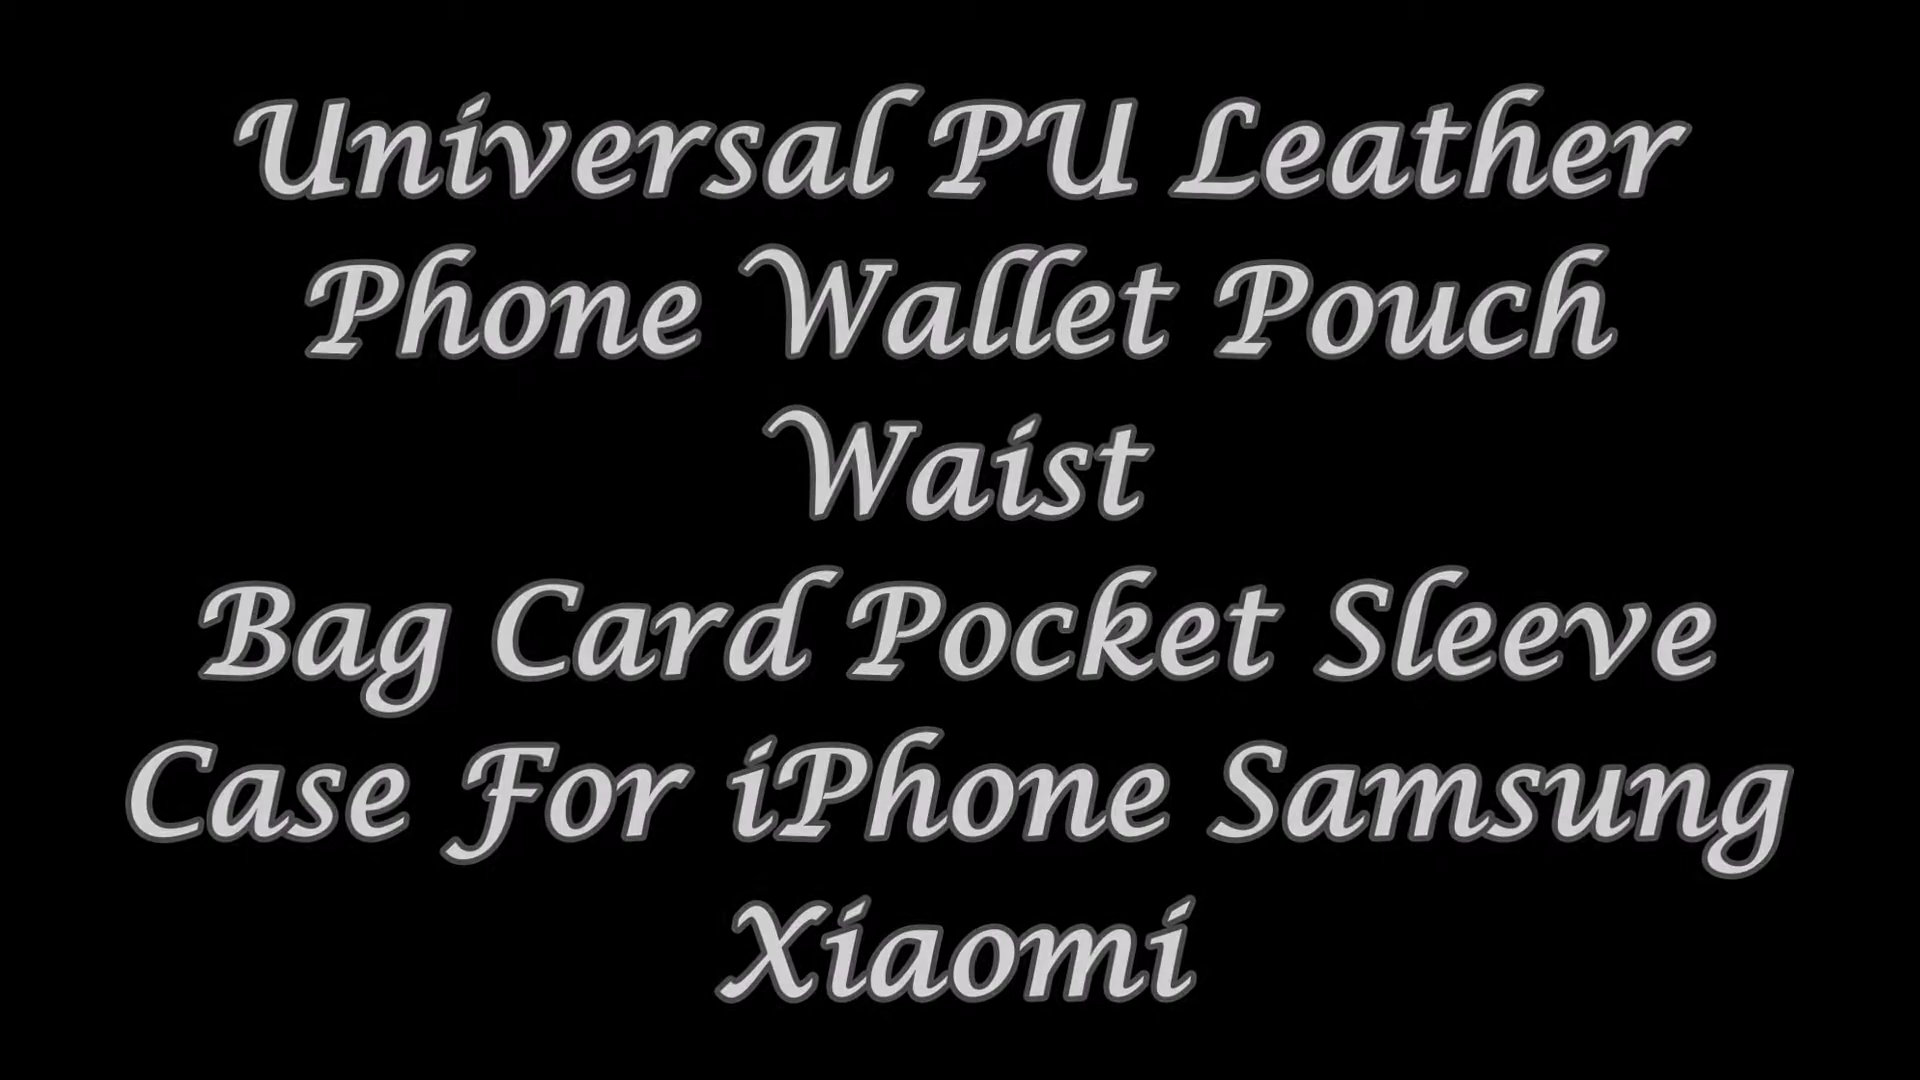 Universal PU Leather
Phone Wallet Pouch
Waist
Bag Card Pocket Sleeve
Case For iPhone Samsung
Xiaomi